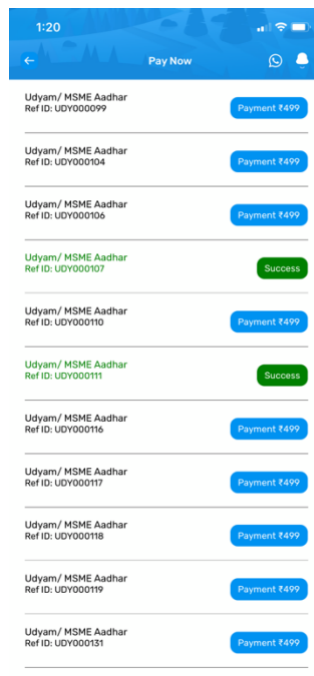 1:20
Pay Now
Udyam/ MSME Aadhar
Ref ID: UDY000099
Payment ₹499
Udyam/ MSME Aadhar
Ref ID: UDY000104
Payment ₹499
Udyam/ MSME Aadhar
Ref ID: UDY000106
Payment ₹499
Udyam/ MSME Aadhar
Ref ID: UDY000107
Success
Udyam/ MSME Aadhar
Ref ID: UDY000110
Payment ₹499
Udyam/ MSME Aadhar
Ref ID: UDY000111
Success
Udyam/ MSME Aadhar
Ref ID: UDY000116
Payment ₹499
Udyam/ MSME Aadhar
Ref ID: UDY000117
Payment ₹499
Udyam/ MSME Aadhar
Ref ID: UDY000118
Payment ₹499
Udyam/ MSME Aadhar
Ref ID: UDY000119
Payment ₹499
Udyam/ MSME Aadhar
Ref ID: UDY000131
Payment ₹499